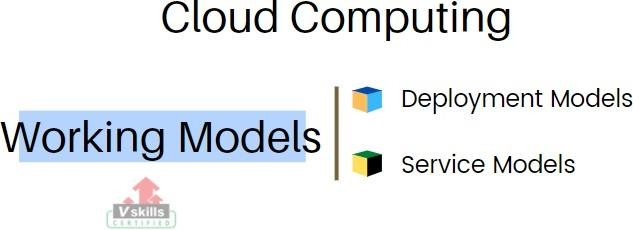 Cloud Computing
Deployment Models
Working Models
Service Models
Vskills
CERTIFIED